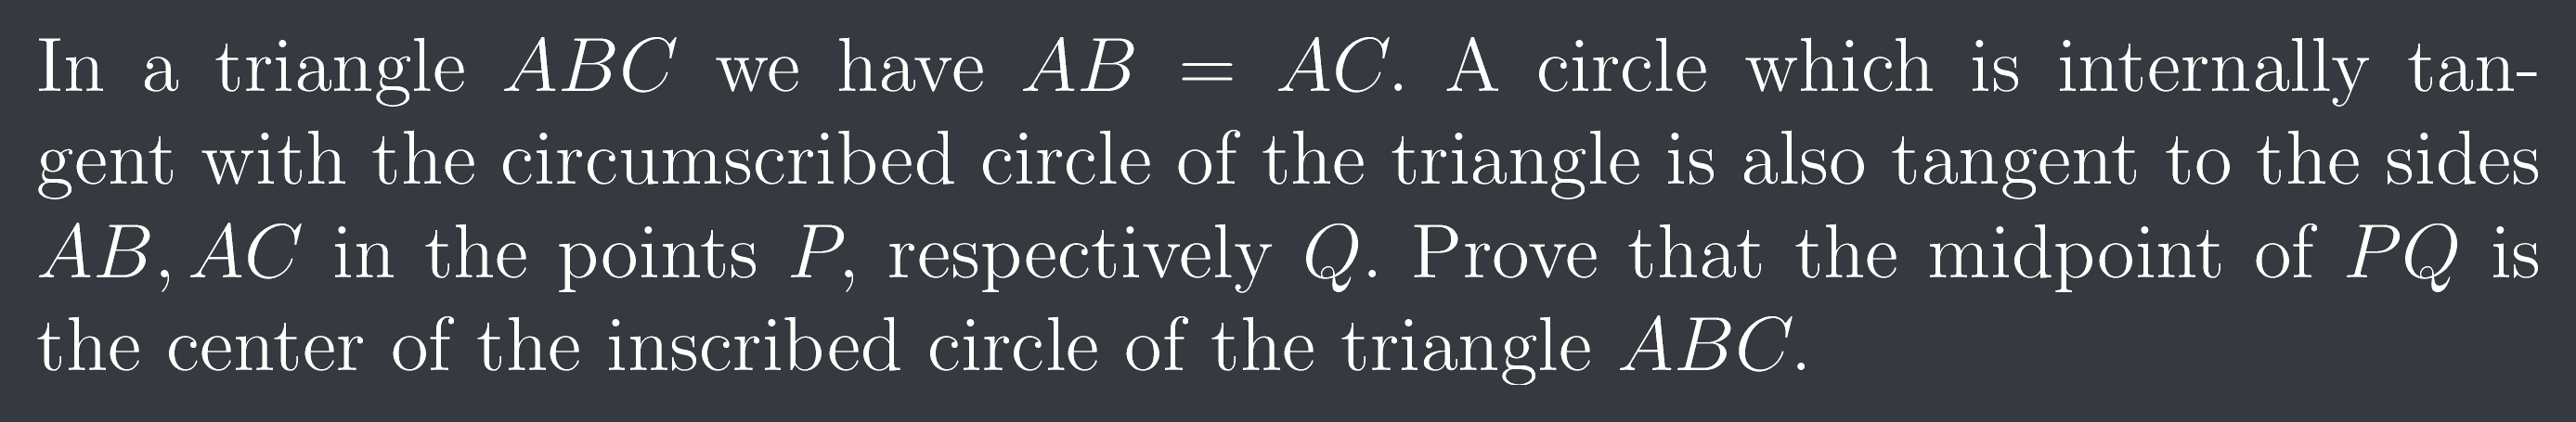 In a triangle ABC we have AB = AC. A circle which is internally tan-
gent with the circumscribed circle of the triangle is also tangent to the sides
AB, AC in the points P, respectively Q. Prove that the midpoint of PQ is
the center of the inscribed circle of the triangle ABC.